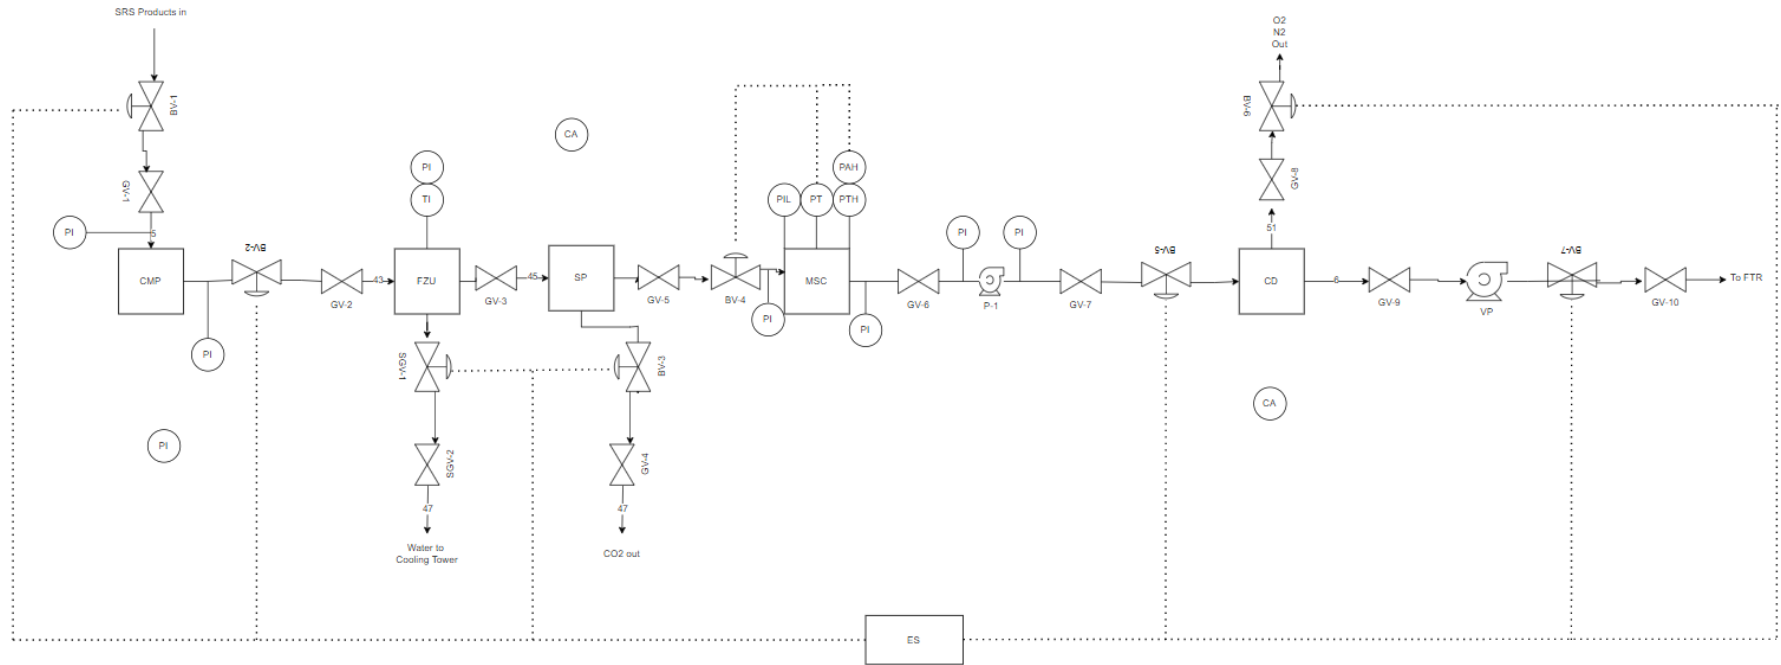 SRS Products in
O2
N2
Out
BV-1
BV-6
CA
PI
PAH
GV-1
TI
PIL
PT
PTH
GV-8
PI
5
BV-2
PI
PI
51
BV-5
BV-7
CMP
GV-2
43
FZU
GV-3
45
SP
GV-5
BV-4
MSC
GV-6
P-1
GV-7
CD
6
GV-9
VP
GV-10
To FTR
PI
PI
PI
SGV-1
BV-3
CA
PI
SGV-2
GV-4
47
47
Water to
Cooling Tower
CO2 out
ES